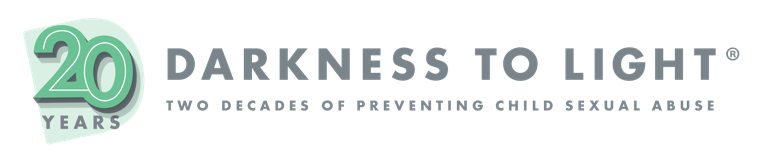 20
YEARS
DARKNESS TO LIGHT®
TWO DECADES OF PREVENTING CHILD SEXUAL ABUSE